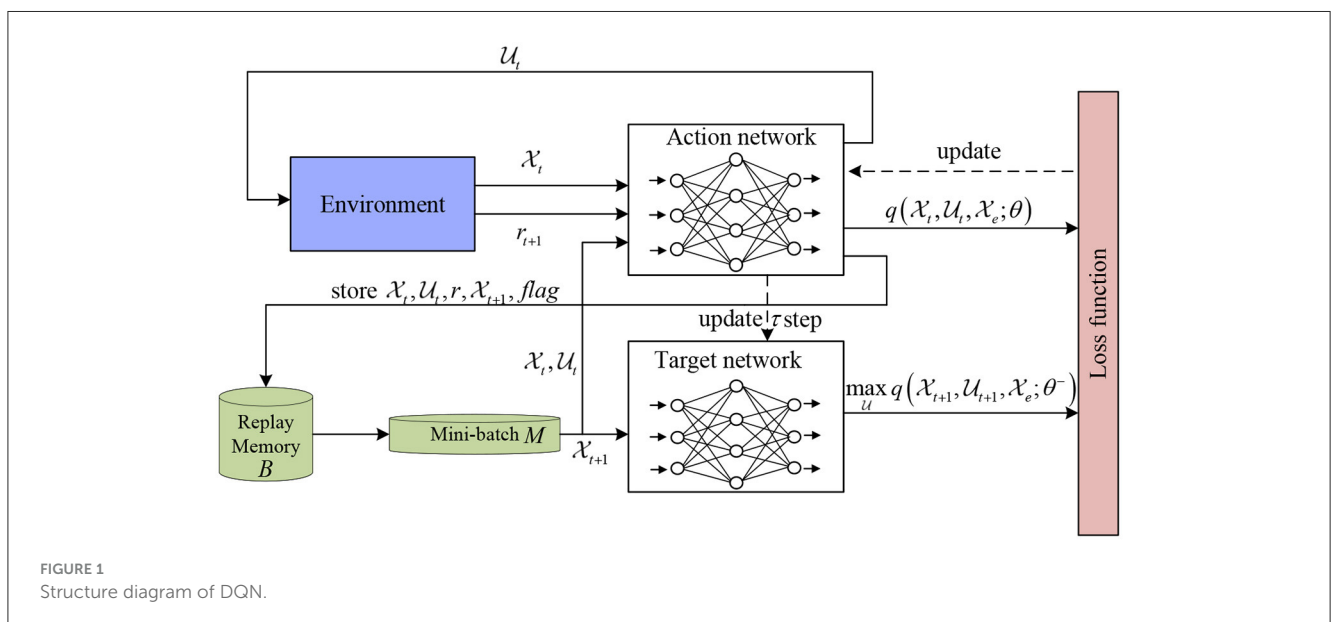 𝒰ₜ
Action network
𝒳ₜ
update
Environment
q(𝒳ₜ, 𝒰ₜ, 𝒳ₑ; θ)
rₜ₊₁
store 𝒳ₜ, 𝒰ₜ, r, 𝒳ₜ₊₁, flag
update τ step
Loss function
𝒳ₜ, 𝒰ₜ
Target network
max q(𝒳ₜ₊₁, 𝒰ₜ₊₁, 𝒳ₑ; θ⁻)
𝒰
Replay
Memory
B
Mini-batch M
𝒳ₜ₊₁
FIGURE 1
Structure diagram of DQN.